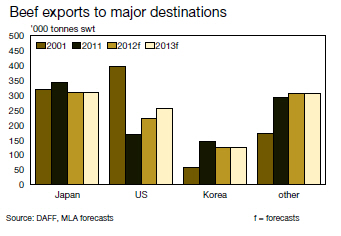 Beef exports to major destinations
'000 tonnes swt
500
450
400
350
300
250
200
150
100
50
0
2001 2011 2012f 2013f
Japan US Korea other
Source: DAFF, MLA forecasts f = forecasts